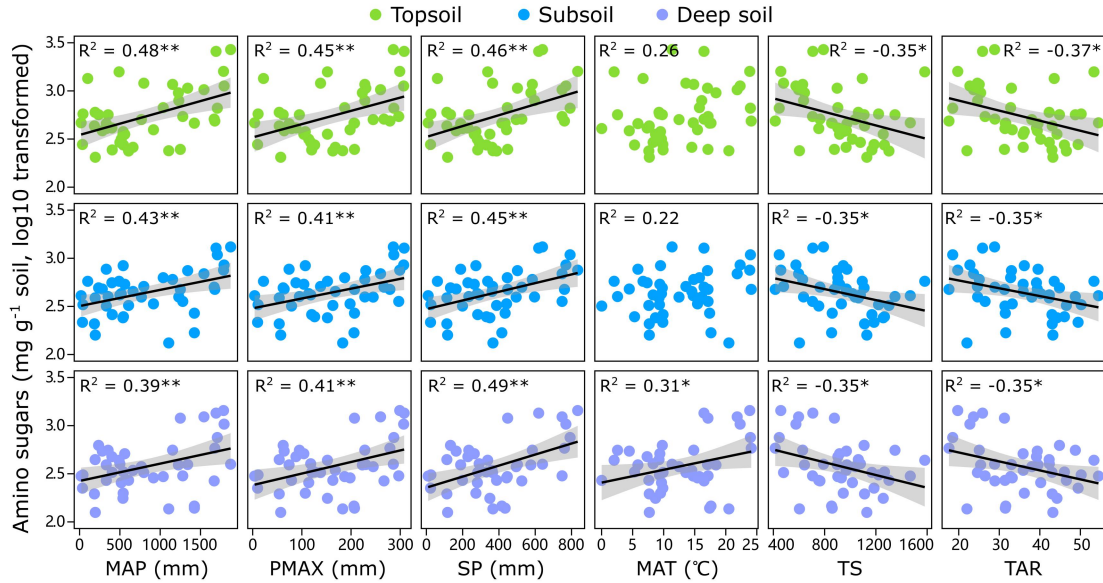 Topsoil Subsoil Deep soil
Amino sugars (mg g⁻¹ soil, log10 transformed)
3.5 R² = 0.48** R² = 0.45** R² = 0.46** R² = 0.26 R² = -0.35* R² = -0.37*
3.0
2.5
2.0
3.5 R² = 0.43** R² = 0.41** R² = 0.45** R² = 0.22 R² = -0.35* R² = -0.35*
3.0
2.5
2.0
3.5 R² = 0.39** R² = 0.41** R² = 0.49** R² = 0.31* R² = -0.35* R² = -0.35*
3.0
2.5
2.0
0 500 1000 1500 0 100 200 300 0 200 400 600 800 0 5 10 15 20 25 400 800 1200 1600 20 30 40 50
MAP (mm) PMAX (mm) SP (mm) MAT (℃) TS TAR